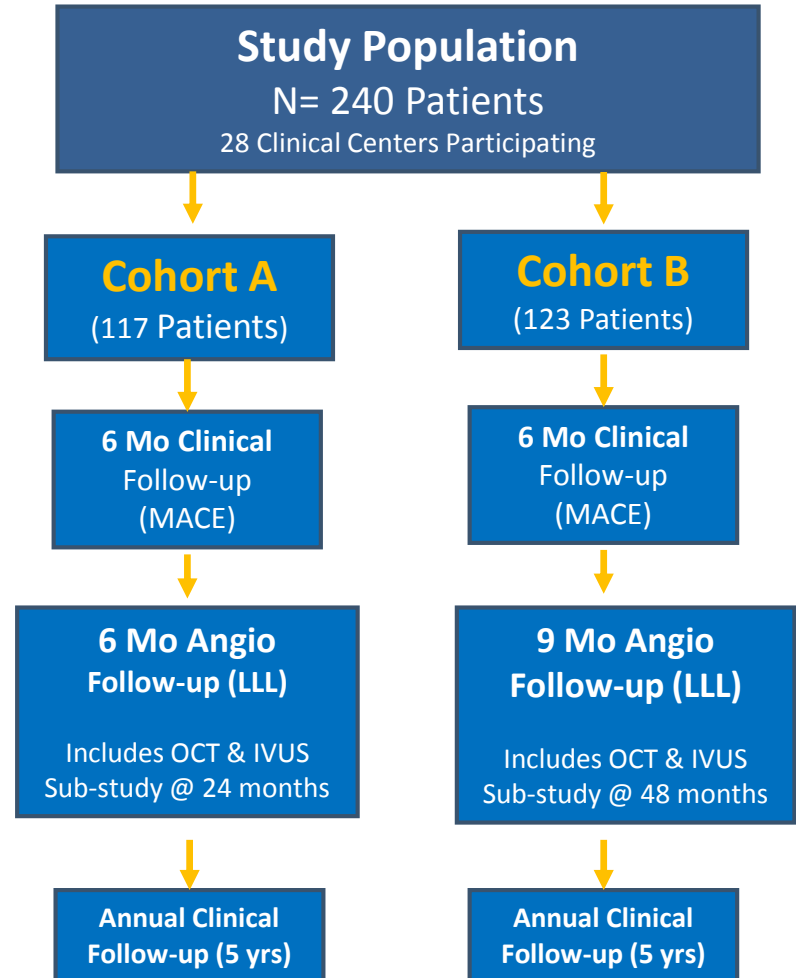 Study Population
N= 240 Patients
28 Clinical Centers Participating
Cohort A
(117 Patients)
6 Mo Clinical
Follow-up
(MACE)
6 Mo Angio
Follow-up (LLL)
Includes OCT & IVUS
Sub-study @ 24 months
Annual Clinical
Follow-up (5 yrs)
Cohort B
(123 Patients)
6 Mo Clinical
Follow-up
(MACE)
9 Mo Angio
Follow-up (LLL)
Includes OCT & IVUS
Sub-study @ 48 months
Annual Clinical
Follow-up (5 yrs)